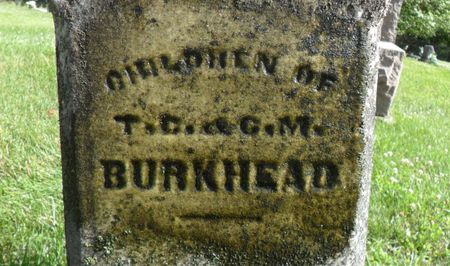 CHILDREN OF
T.C. & C.M.
BURKHEAD